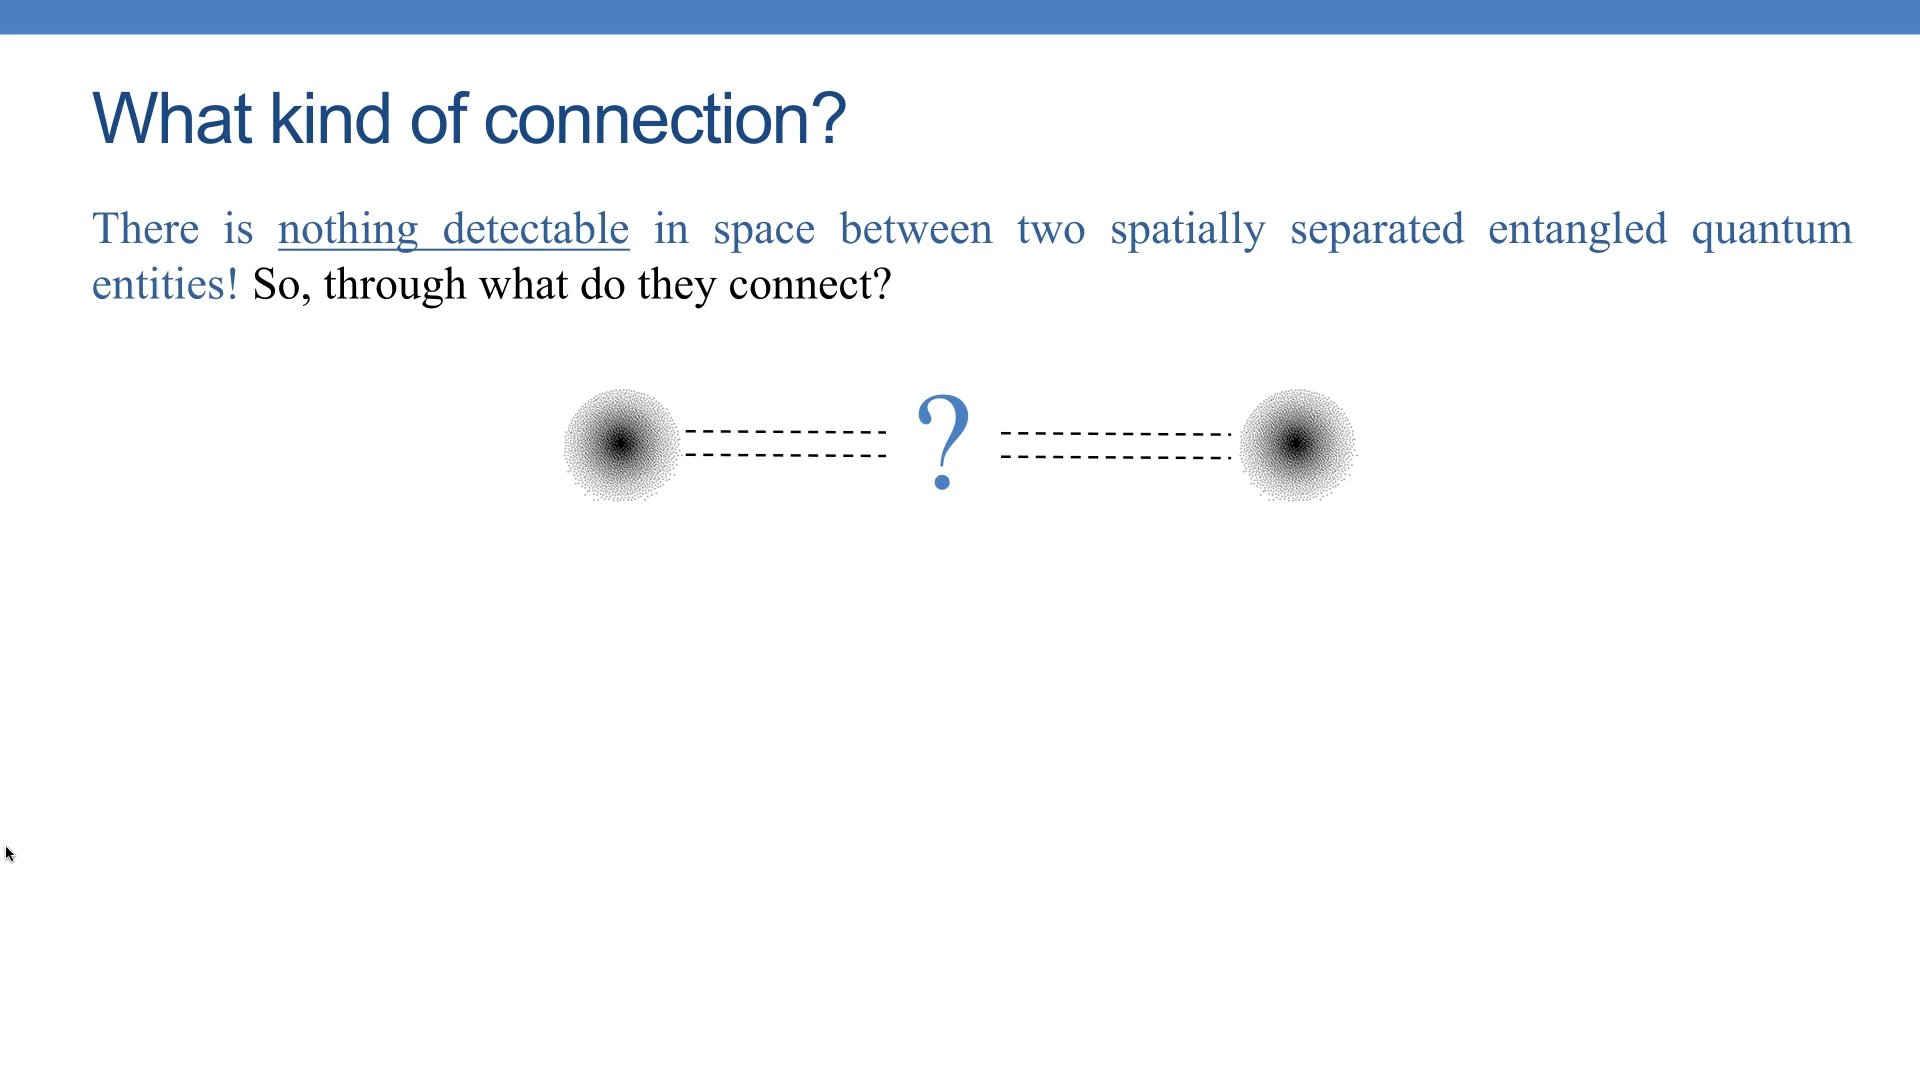 What kind of connection?
There is nothing detectable in space between two spatially separated entangled quantum
entities! So, through what do they connect?
?